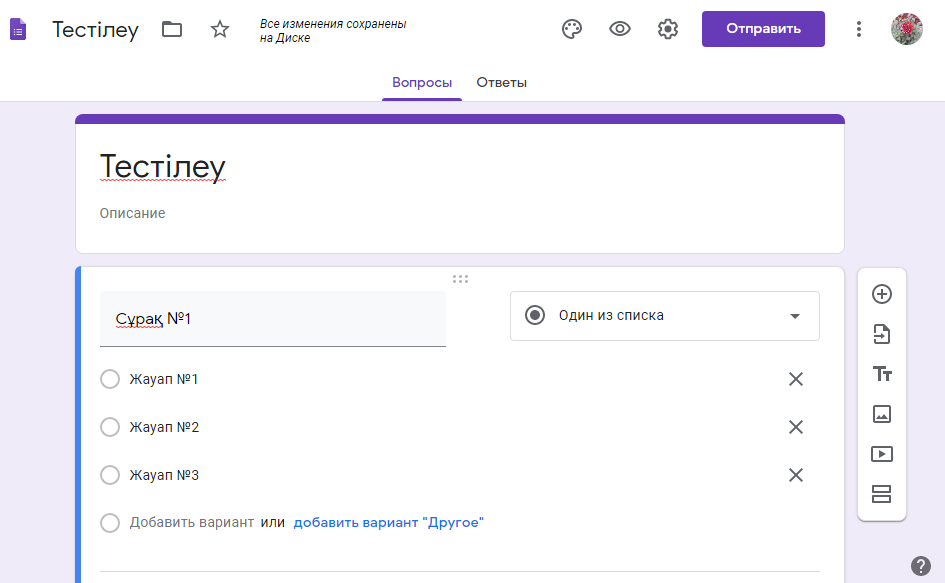 Тестілеу
Все изменения сохранены
на Диске
Отправить
Вопросы Ответы
Тестілеу
Описание
Сұрақ №1
Один из списка
Жауап №1
Жауап №2
Жауап №3
Добавить вариант или добавить вариант "Другое"